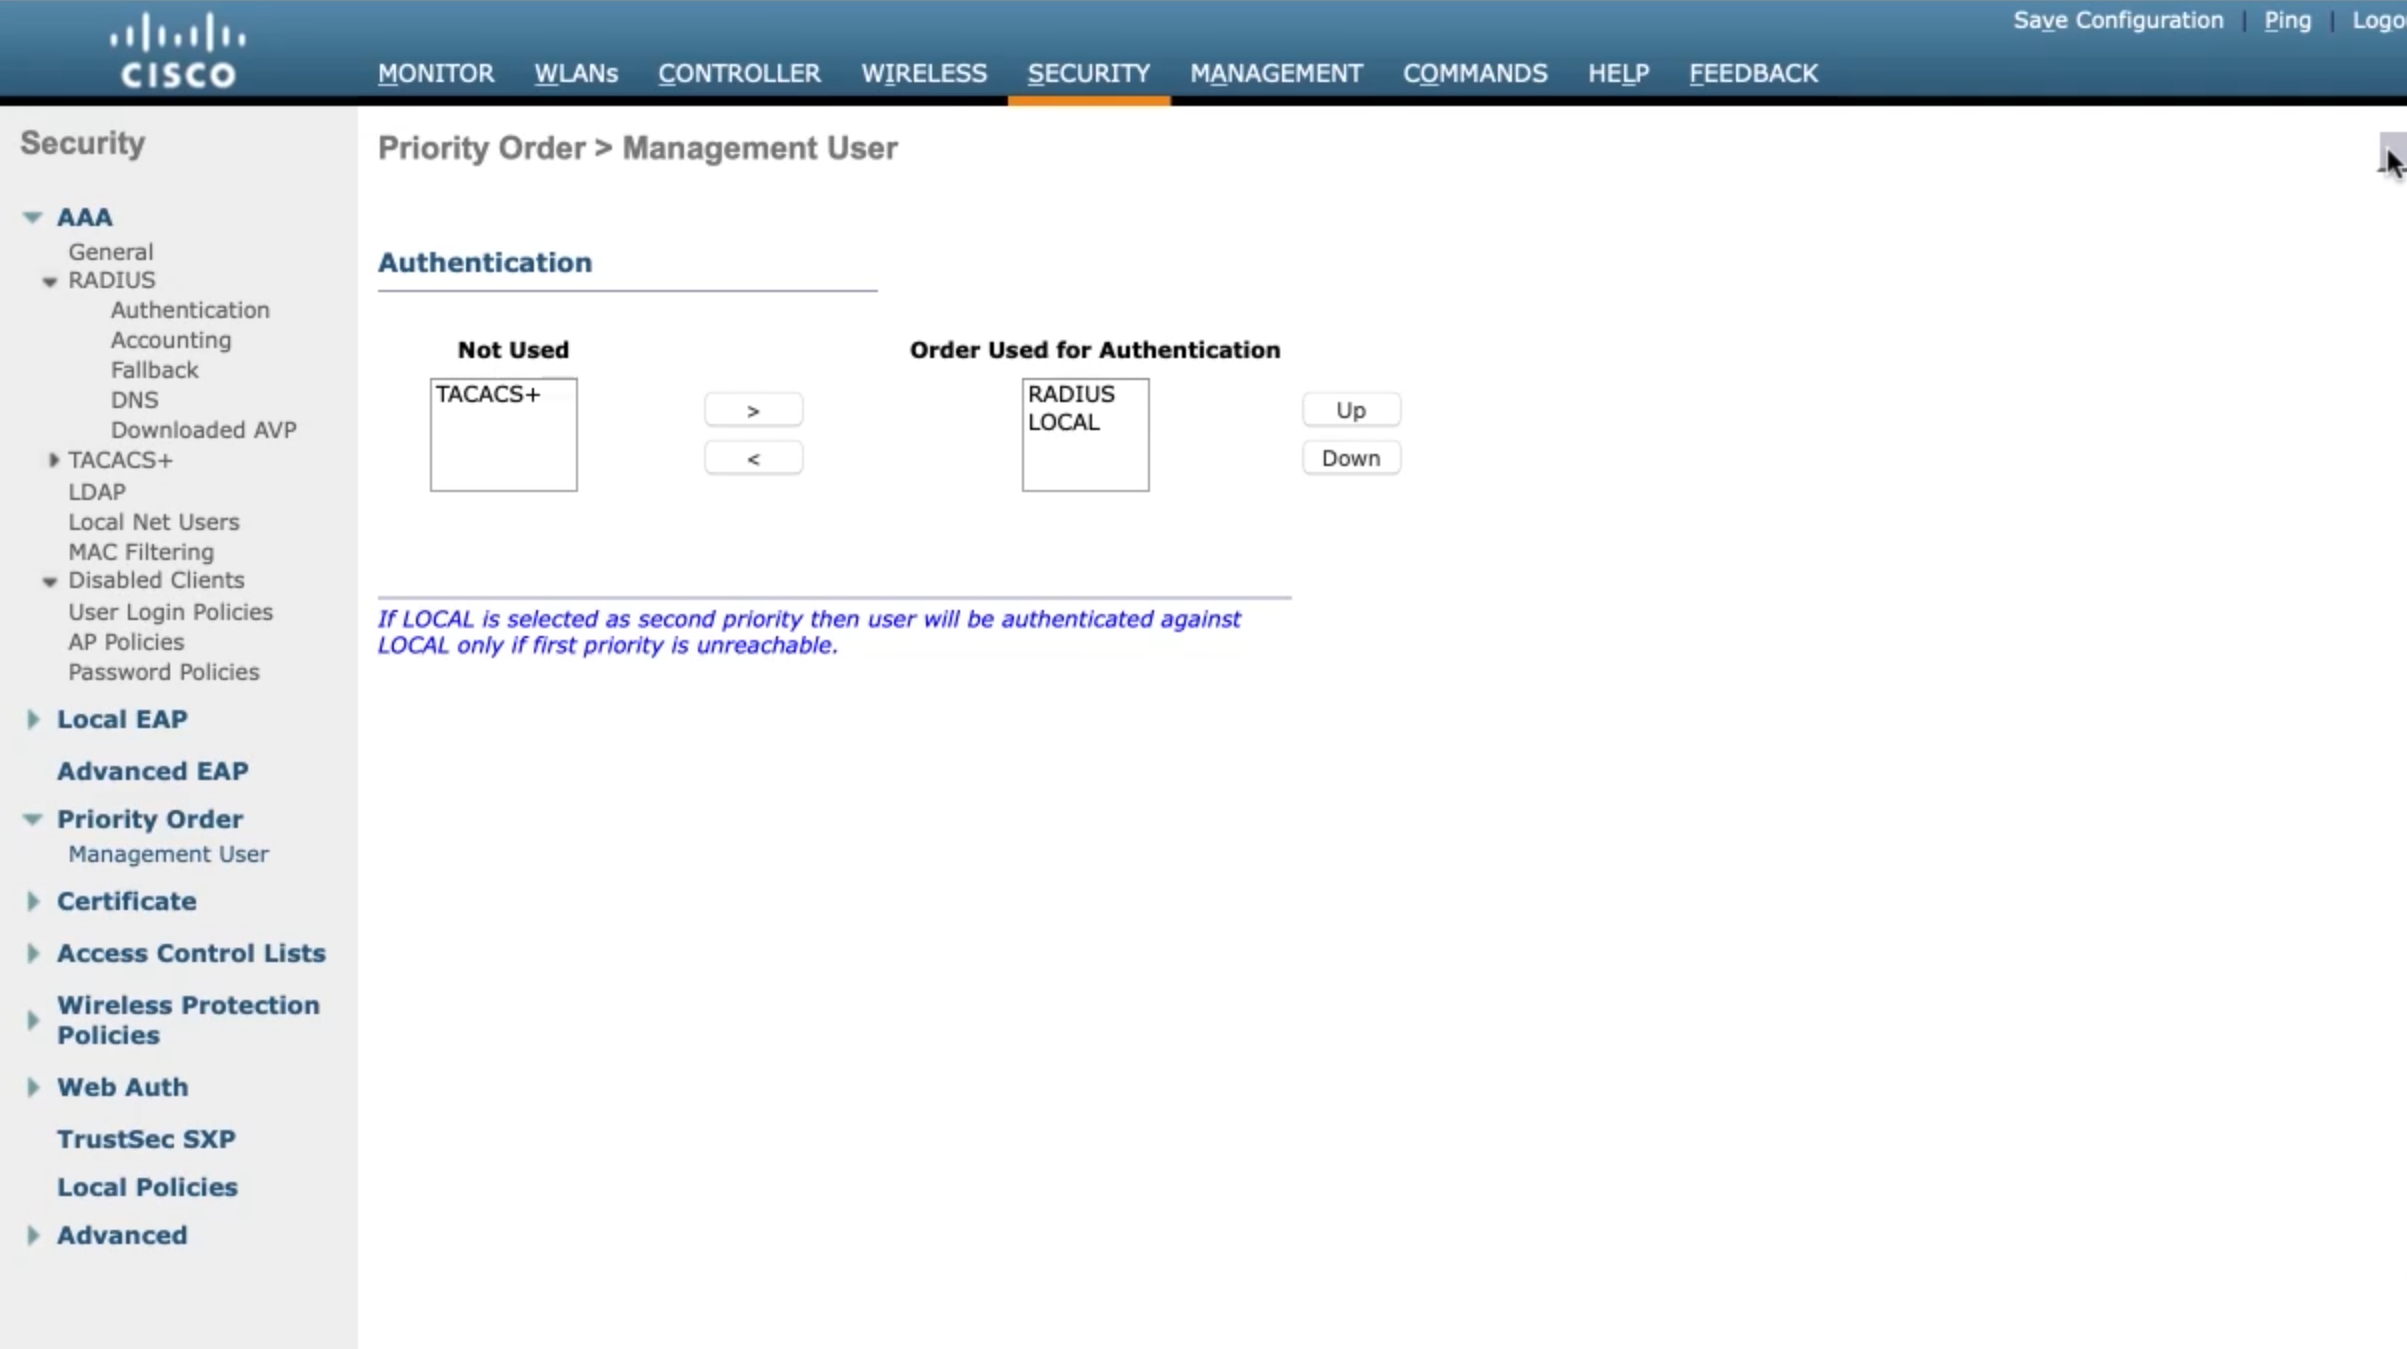 Save Configuration | Ping | Logo
CISCO
MONITOR WLANs CONTROLLER WIRELESS SECURITY MANAGEMENT COMMANDS HELP FEEDBACK
Security
AAA
General
RADIUS
Authentication
Accounting
Fallback
DNS
Downloaded AVP
TACACS+
LDAP
Local Net Users
MAC Filtering
Disabled Clients
User Login Policies
AP Policies
Password Policies
Local EAP
Advanced EAP
Priority Order
Management User
Certificate
Access Control Lists
Wireless Protection
Policies
Web Auth
TrustSec SXP
Local Policies
Advanced
Priority Order > Management User
Authentication
Not Used
TACACS+
>
<
Order Used for Authentication
RADIUS
LOCAL
Up
Down
If LOCAL is selected as second priority then user will be authenticated against
LOCAL only if first priority is unreachable.